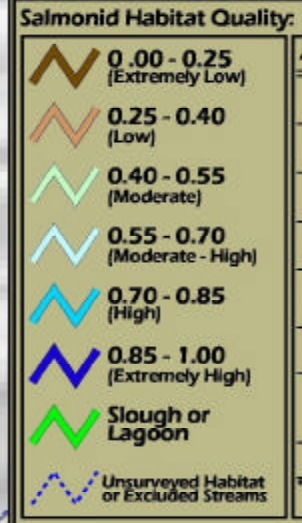 Salmonid Habitat Quality:
0 .00 - 0.25
(Extremely Low)
0.25 - 0.40
(Low)
0.40 - 0.55
(Moderate)
0.55 - 0.70
(Moderate - High)
0.70 - 0.85
(High)
0.85 - 1.00
(Extremely High)
Slough or
Lagoon
Unsurveyed Habitat
or Excluded Streams